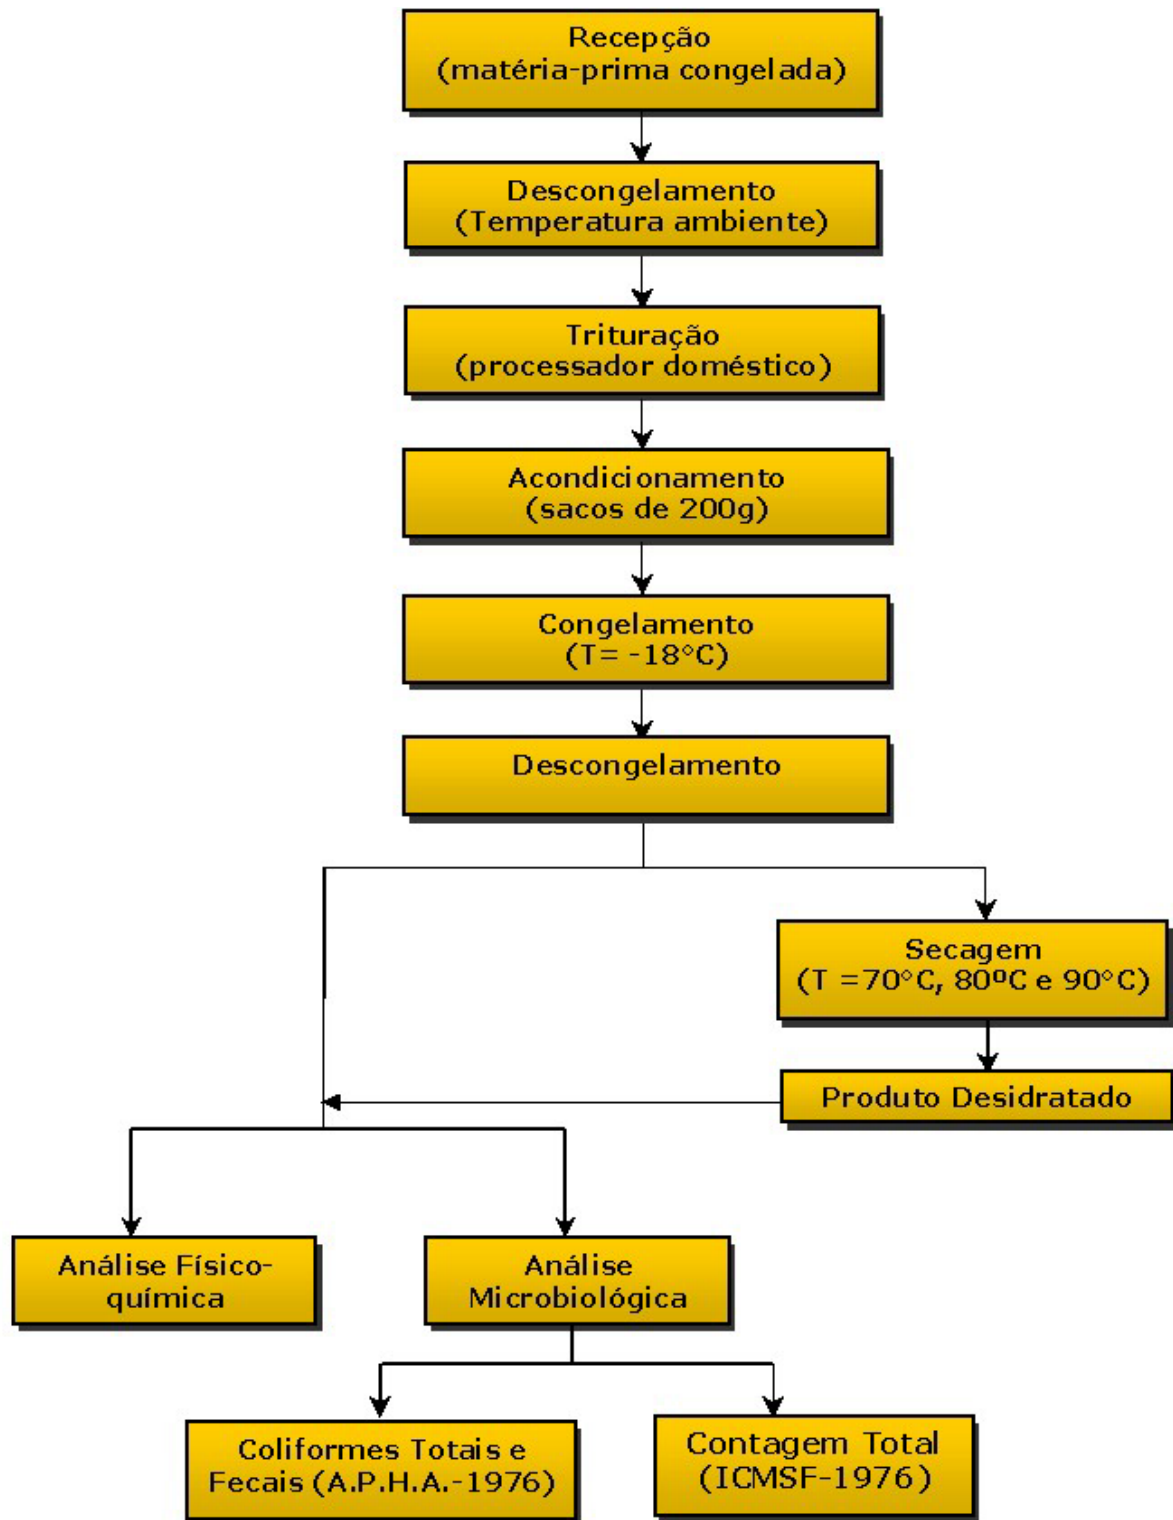 Recepção
(matéria-prima congelada)
Descongelamento
(Temperatura ambiente)
Trituração
(processador doméstico)
Acondicionamento
(sacos de 200g)
Congelamento
(T= -18°C)
Descongelamento
Secagem
(T =70°C, 80ºC e 90°C)
Produto Desidratado
Análise Físico-
química
Análise
Microbiológica
Coliformes Totais e
Fecais (A.P.H.A.-1976)
Contagem Total
(ICMSF-1976)